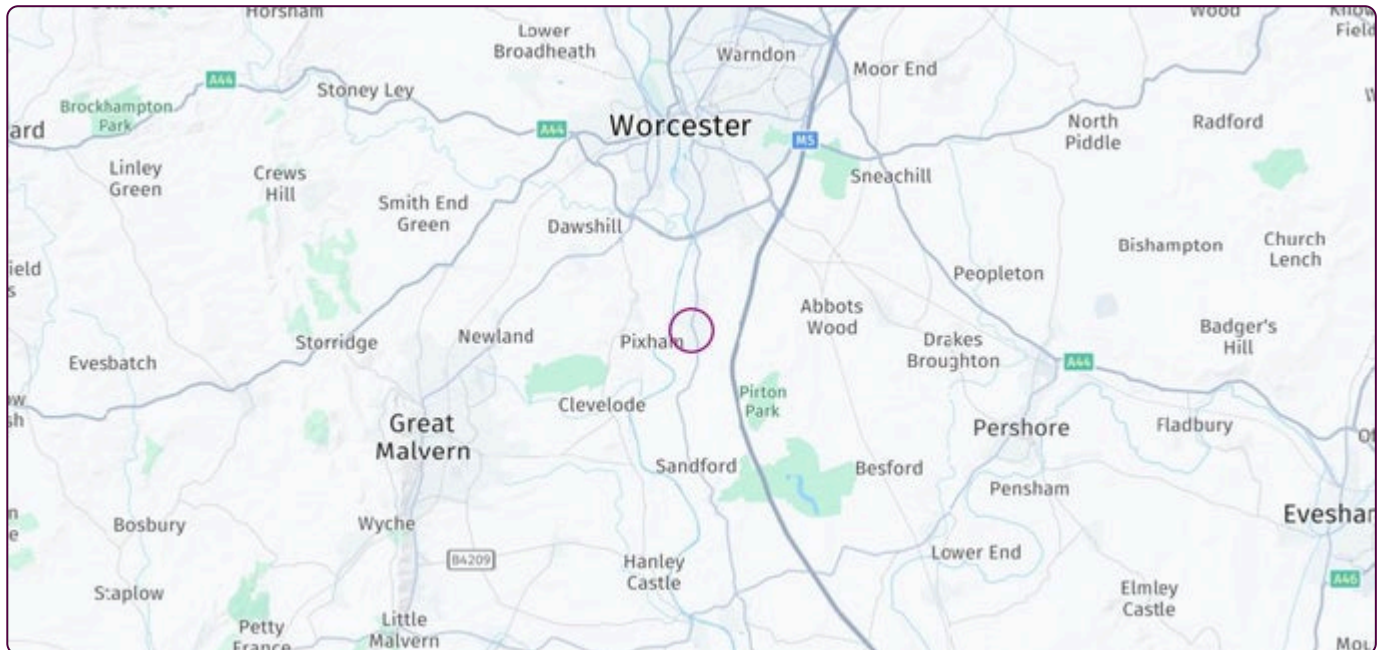 Horsham
Wood
Lower
Broadheath
Warndon
Moor End
A44
Stoney Ley
Brockhampton
Park
ard
A44
Worcester
M5
North
Piddle
Radford
Linley
Green
Crews
Hill
Sneachill
Smith End
Green
Dawshill
Bishampton
Church
Lench
ield
s
Peopleton
Abbots
Wood
Storridge
Newland
Pixham
Drakes
Broughton
Badger's
Hill
Evesbatch
A44
Pirton
Park
Clevelode
sh
Great
Malvern
Pershore
Fladbury
Sandford
Besford
Pensham
Bosbury
Wyche
Evesha
B4209
Lower End
Hanley
Castle
A46
Staplow
Elmley
Castle
Petty
France
Little
Malvern